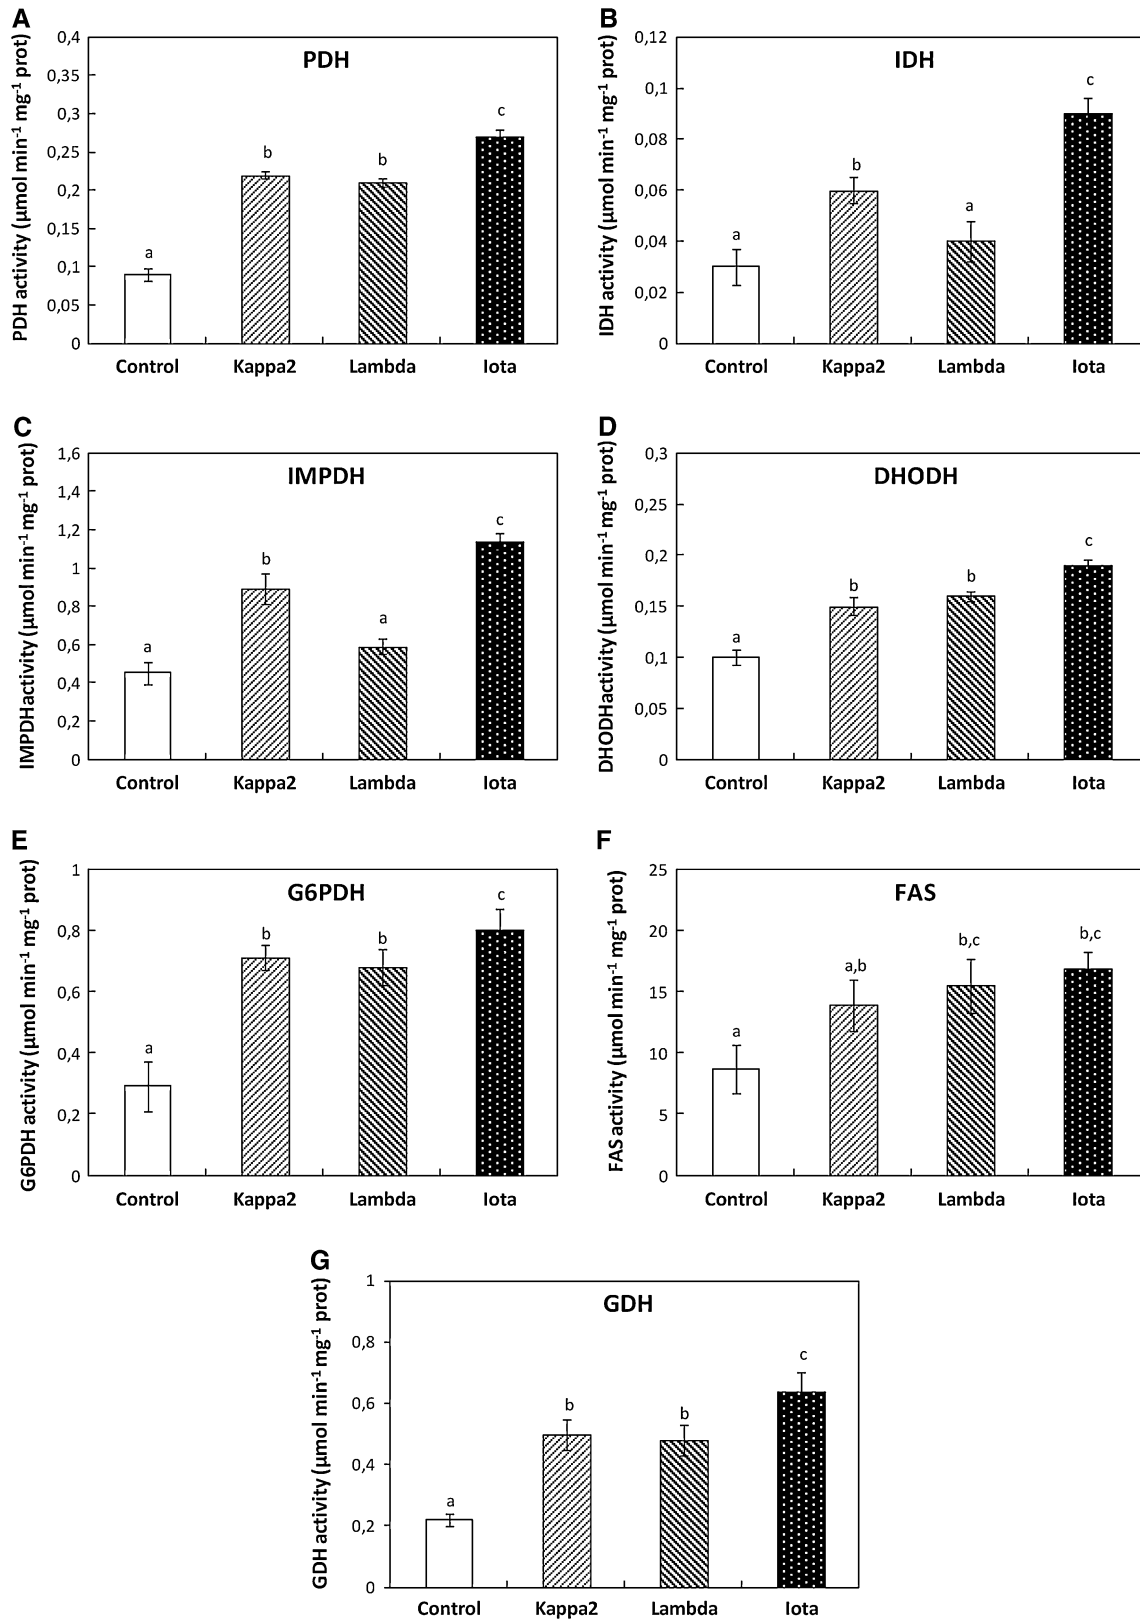 A
PDH
PDH activity (µmol min⁻¹ mg⁻¹ prot)
0,4
0,35
0,3
0,25
0,2
0,15
0,1
0,05
0
a
b
b
c
Control Kappa2 Lambda Iota
B
IDH
IDH activity (µmol min⁻¹ mg⁻¹ prot)
0,12
0,1
0,08
0,06
0,04
0,02
0
a
b
a
c
Control Kappa2 Lambda Iota
C
IMPDH
IMPDH activity (µmol min⁻¹ mg⁻¹ prot)
1,6
1,4
1,2
1
0,8
0,6
0,4
0,2
0
a
b
a
c
Control Kappa2 Lambda Iota
D
DHODH
DHODH activity (µmol min⁻¹ mg⁻¹ prot)
0,3
0,25
0,2
0,15
0,1
0,05
0
a
b
b
c
Control Kappa2 Lambda Iota
E
G6PDH
G6PDH activity (µmol min⁻¹ mg⁻¹ prot)
1
0,8
0,6
0,4
0,2
0
a
b
b
c
Control Kappa2 Lambda Iota
F
FAS
FAS activity (µmol min⁻¹ mg⁻¹ prot)
25
20
15
10
5
0
a
a,b
b,c
b,c
Control Kappa2 Lambda Iota
G
GDH
GDH activity (µmol min⁻¹ mg⁻¹ prot)
1
0,8
0,6
0,4
0,2
0
a
b
b
c
Control Kappa2 Lambda Iota